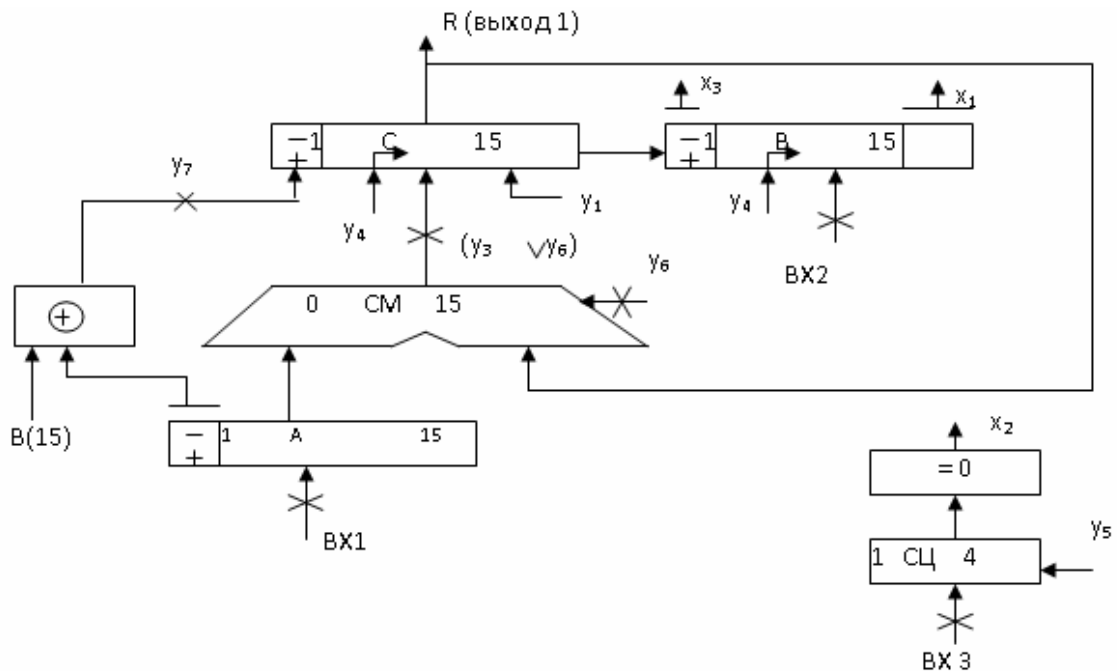 R (выход 1)
x₃
x₁
−
+
1 C 15
−
+
1 B 15
y₇
y₄
y₁
y₄
(y₃ ∨y₆)
y₆
ВХ2
+
0 СМ 15
B(15)
−
+
1 A 15
x₂
= 0
ВХ1
y₅
1 СЦ 4
ВХ 3